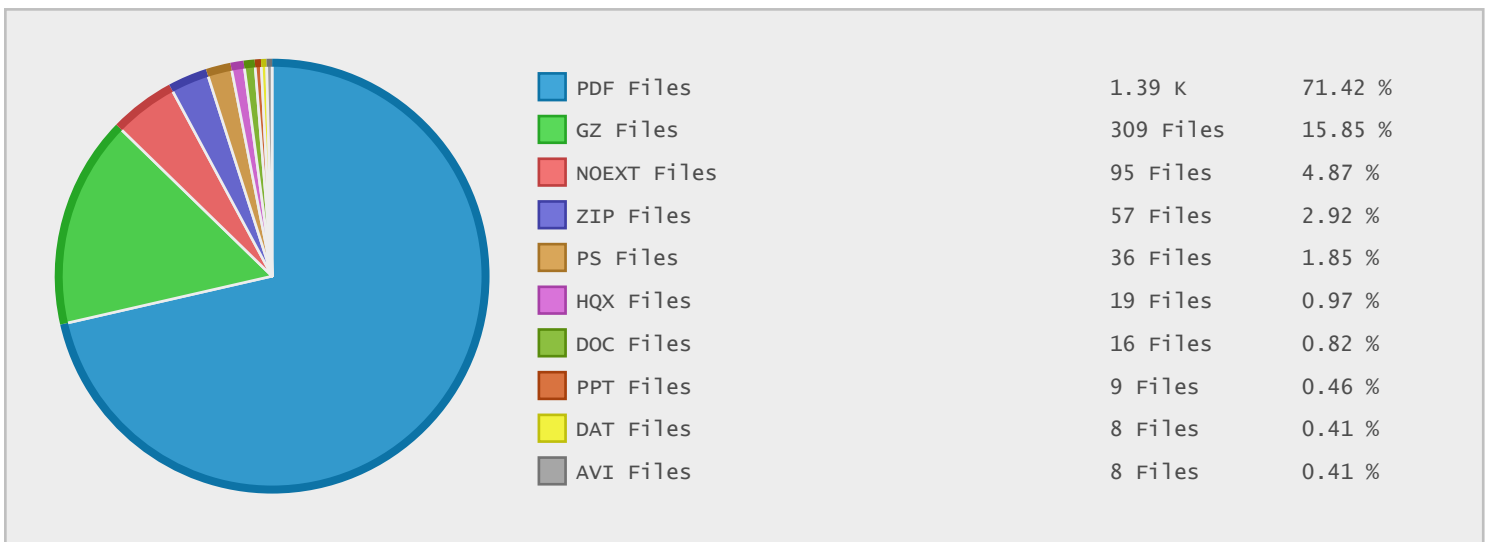 PDF Files 1.39 K 71.42 %
GZ Files 309 Files 15.85 %
NOEXT Files 95 Files 4.87 %
ZIP Files 57 Files 2.92 %
PS Files 36 Files 1.85 %
HQX Files 19 Files 0.97 %
DOC Files 16 Files 0.82 %
PPT Files 9 Files 0.46 %
DAT Files 8 Files 0.41 %
AVI Files 8 Files 0.41 %